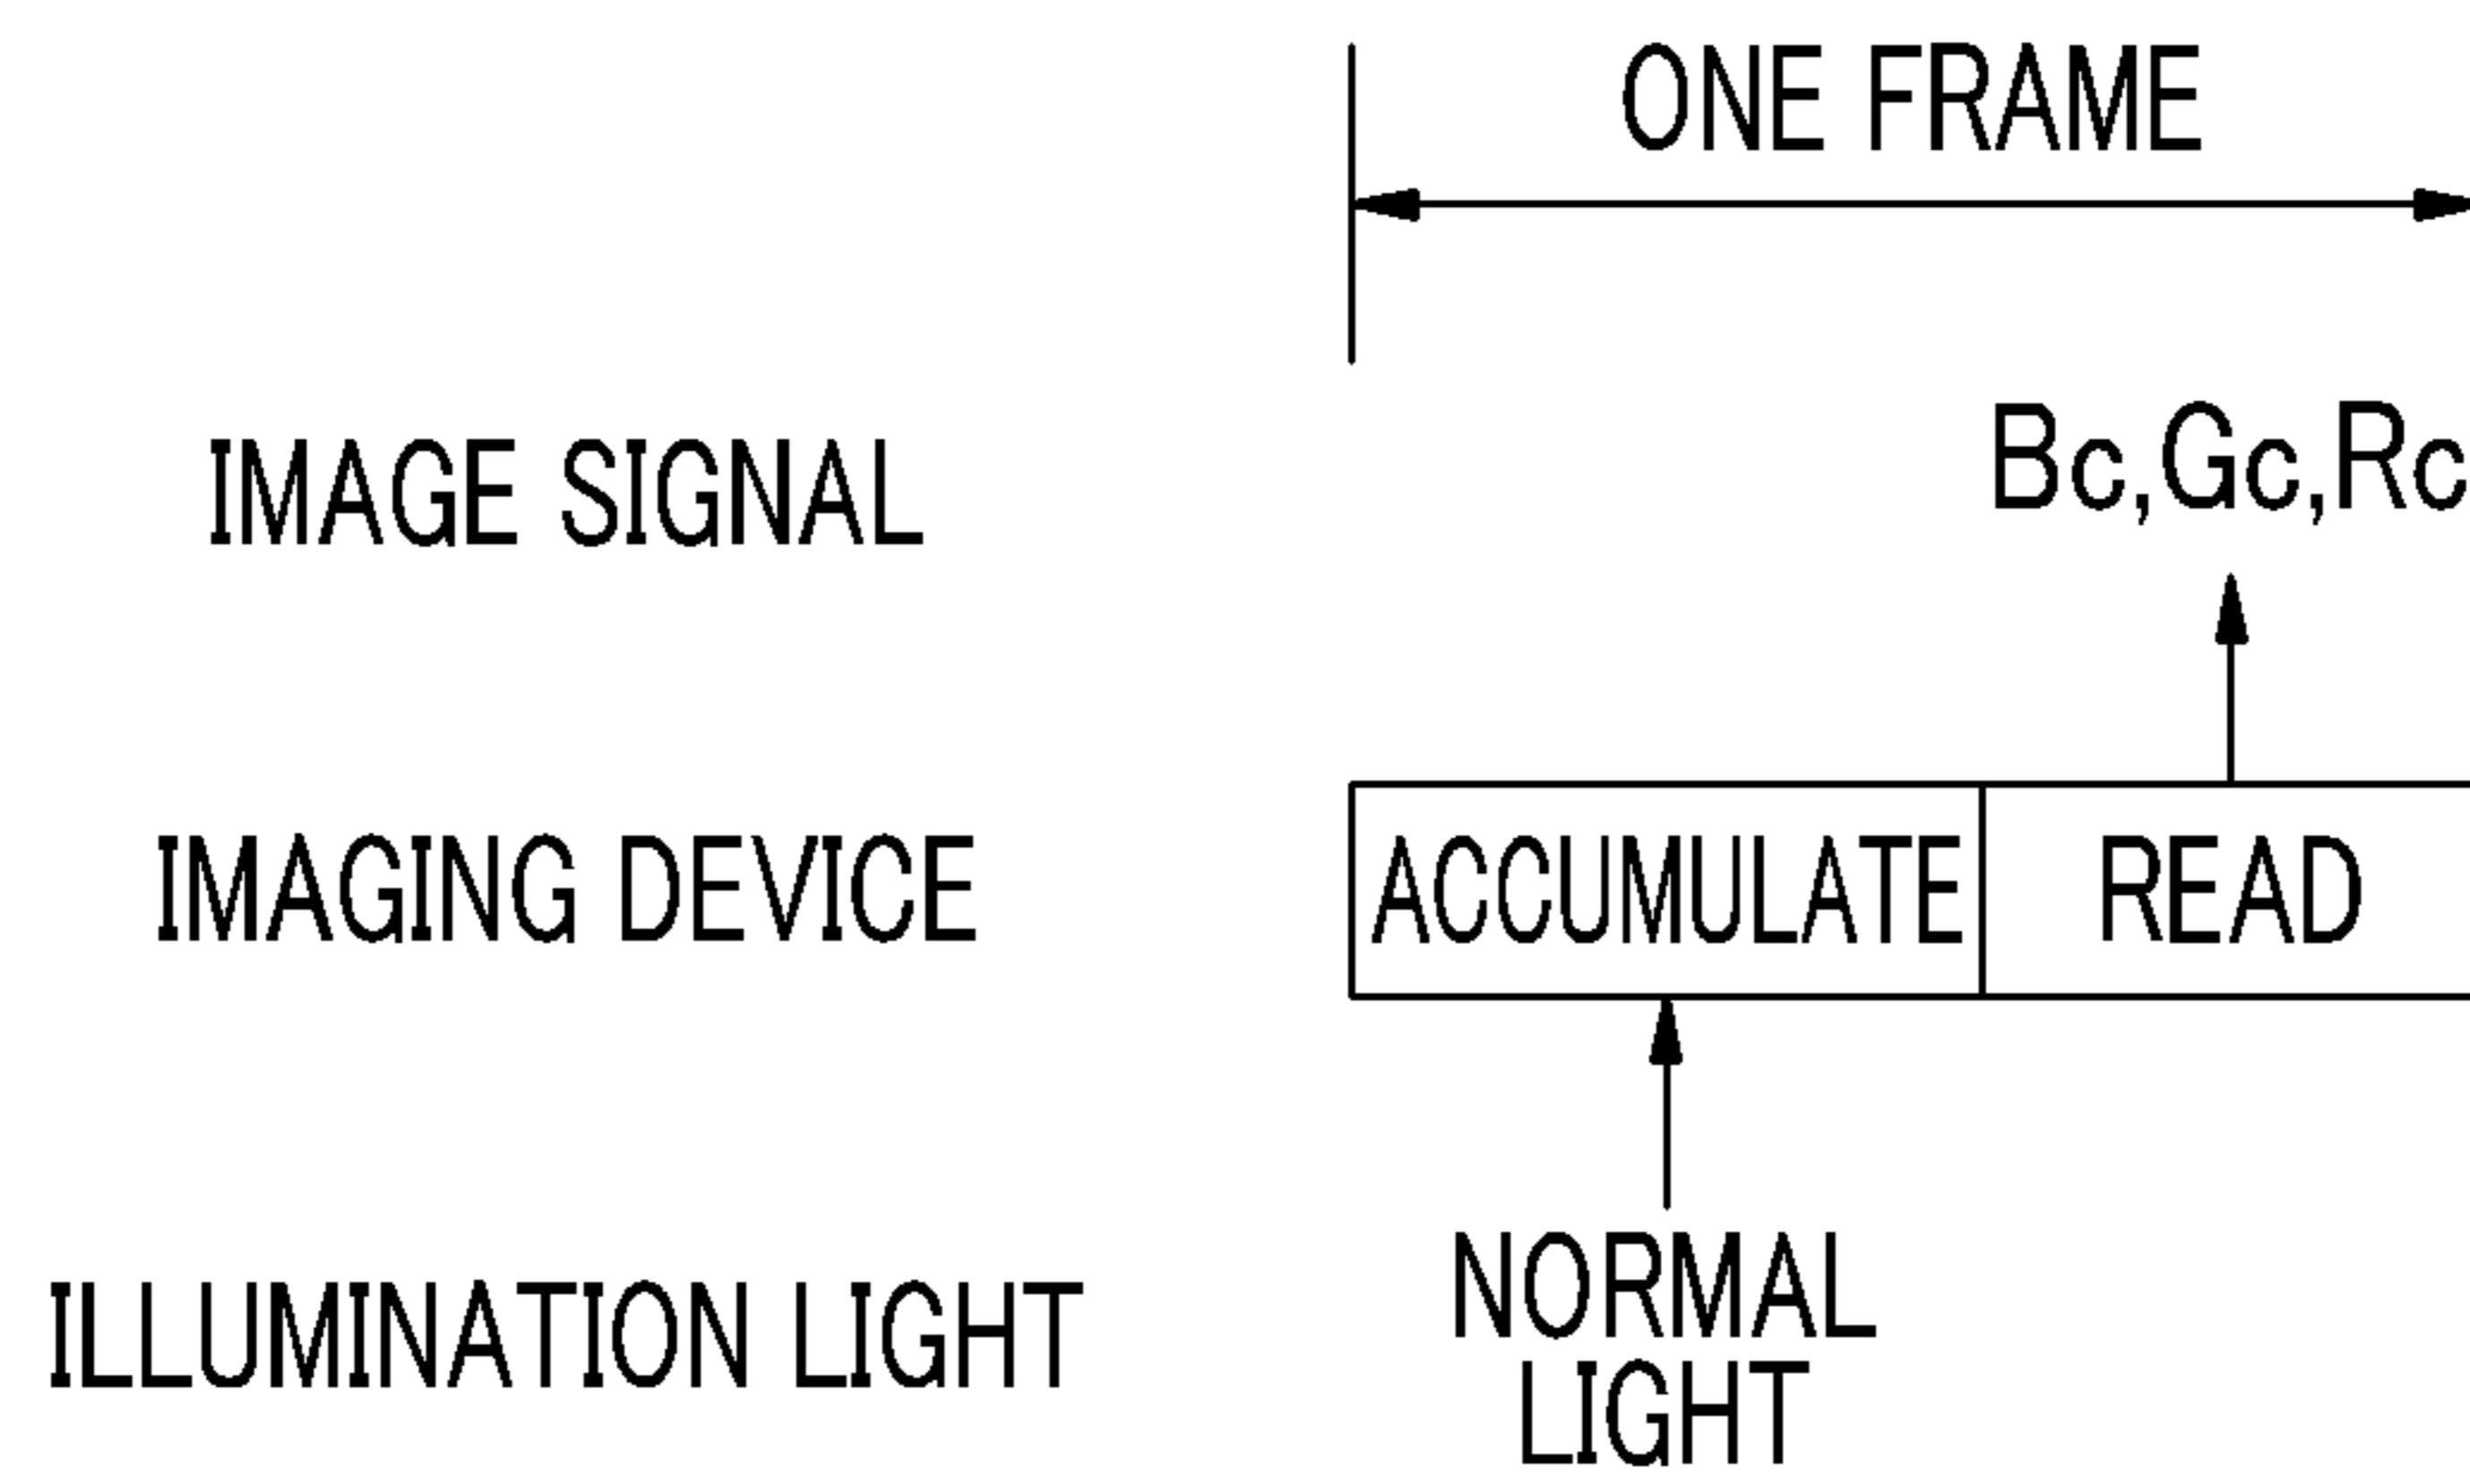 ONE FRAME
IMAGE SIGNAL
Bc,Gc,Rc
IMAGING DEVICE
ACCUMULATE
READ
ILLUMINATION LIGHT
NORMAL
LIGHT